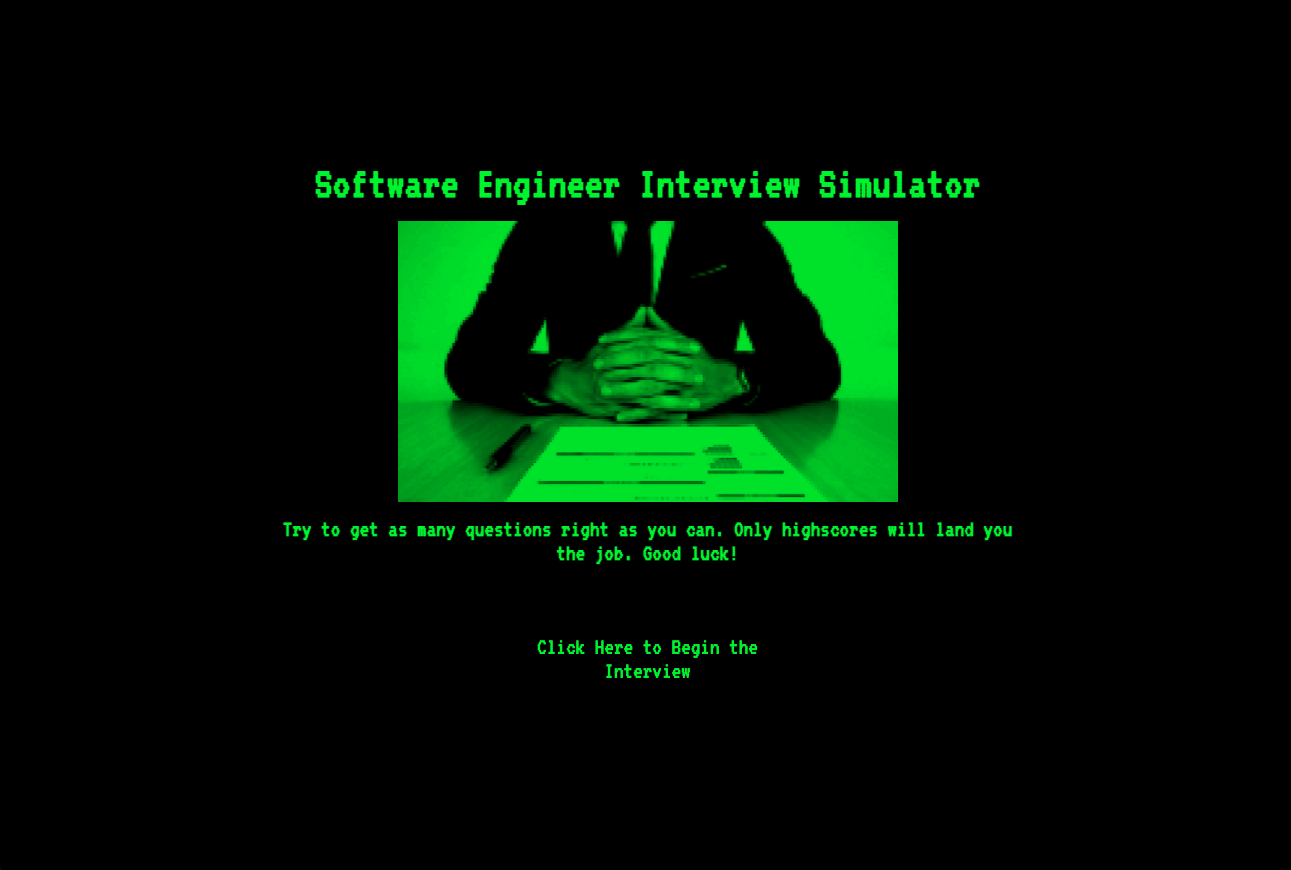 Software Engineer Interview Simulator
Try to get as many questions right as you can. Only highscores will land you
the job. Good luck!
Click Here to Begin the
Interview